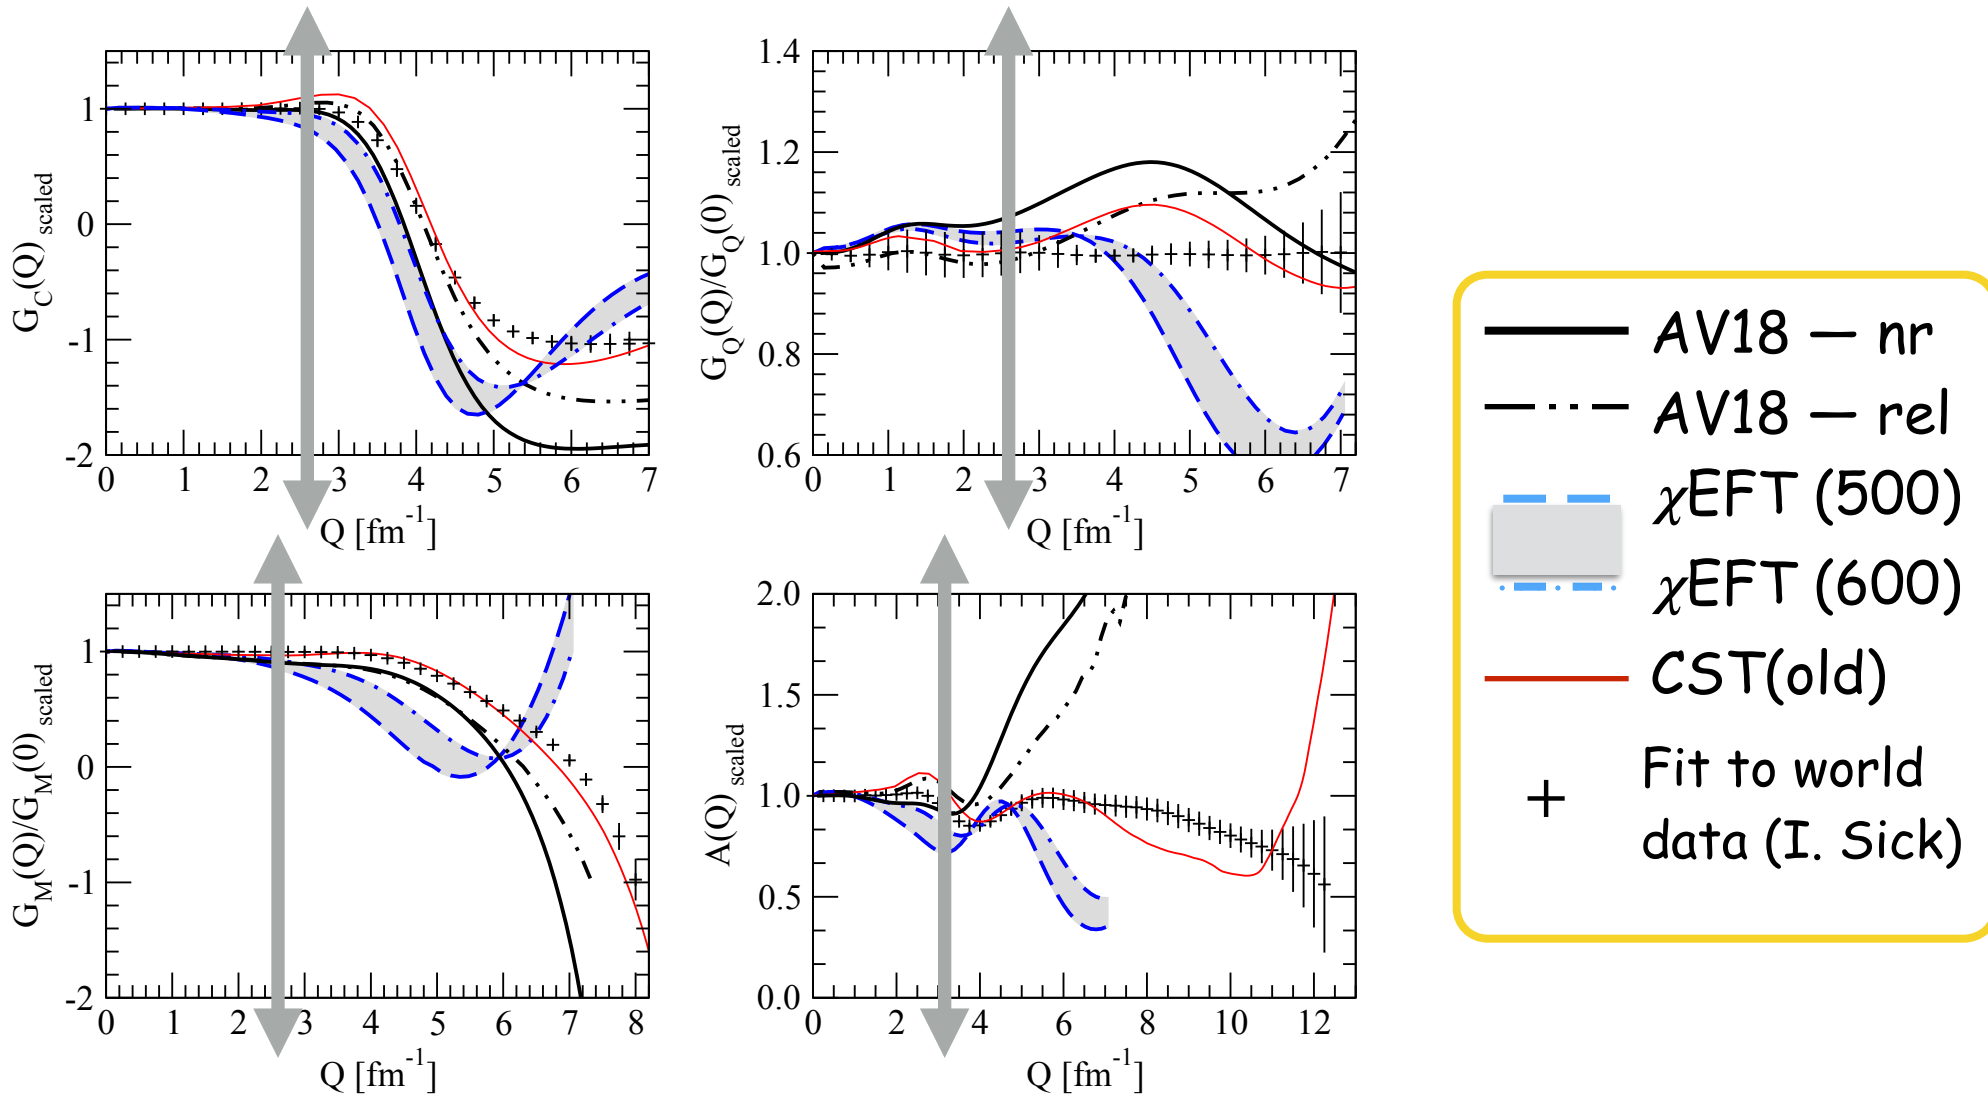 1
0
-1
-2
0 1 2 3 4 5 6 7
G_C(Q) scaled
Q [fm^-1]
1.4
1.2
1.0
0.8
0.6
0 1 2 3 4 5 6 7
G_Q(Q)/G_Q(0) scaled
Q [fm^-1]
1
0
-1
-2
0 1 2 3 4 5 6 7 8
G_M(Q)/G_M(0) scaled
Q [fm^-1]
2.0
1.5
1.0
0.5
0.0
0 2 4 6 8 10 12
A(Q) scaled
Q [fm^-1]
AV18 — nr
AV18 — rel
χEFT (500)
χEFT (600)
CST(old)
Fit to world
data (I. Sick)